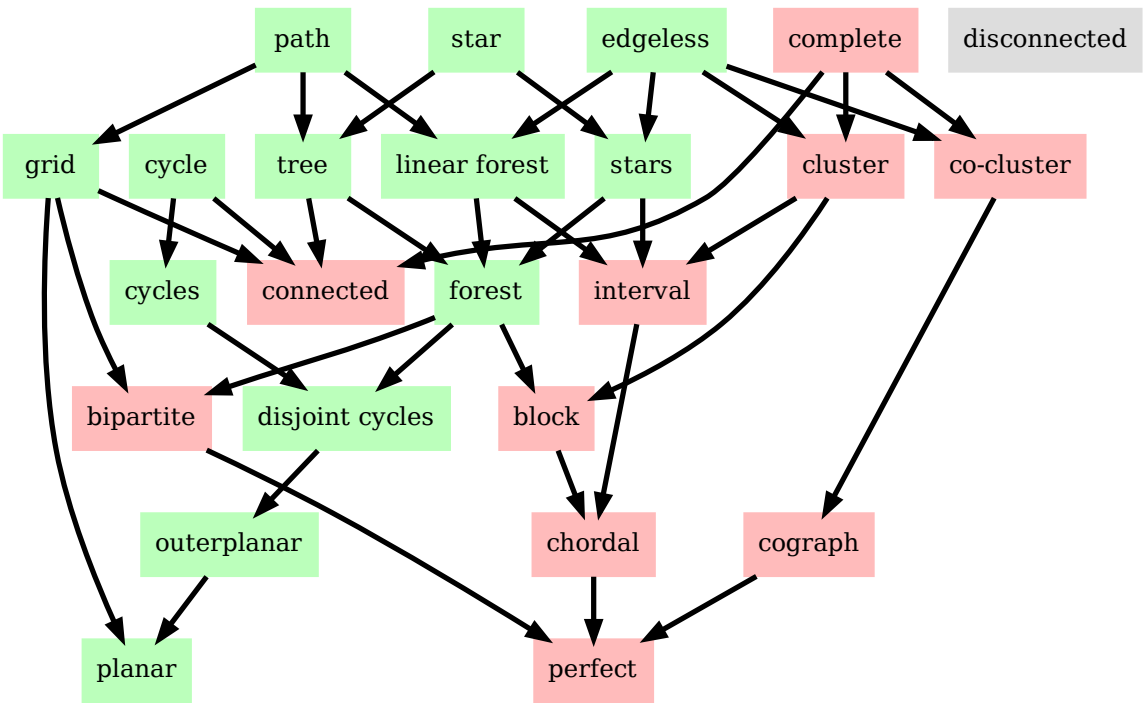 path
star
edgeless
complete
disconnected
grid
cycle
tree
linear forest
stars
cluster
co-cluster
cycles
connected
forest
interval
bipartite
disjoint cycles
block
outerplanar
chordal
cograph
planar
perfect